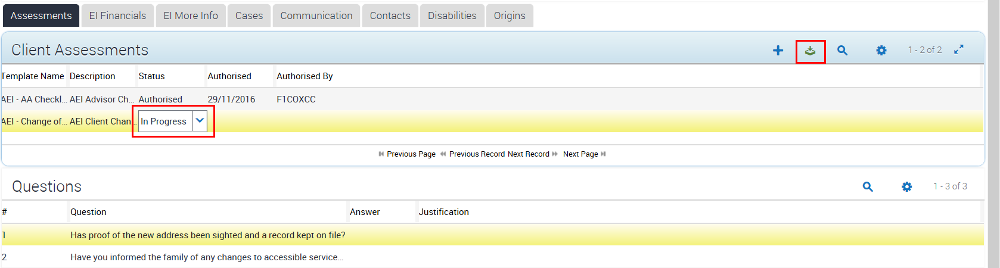 Assessments EI Financials EI More Info Cases Communication Contacts Disabilities Origins
Client Assessments 1 - 2 of 2
Template Name Description Status Authorised Authorised By
AEI - AA Checkl... AEI Advisor Ch... Authorised 29/11/2016 F1COXCC
AEI - Change of... AEI Client Chan... In Progress
Previous Page Previous Record Next Record Next Page
Questions 1 - 3 of 3
# Question Answer Justification
1 Has proof of the new address been sighted and a record kept on file?
2 Have you informed the family of any changes to accessible service...